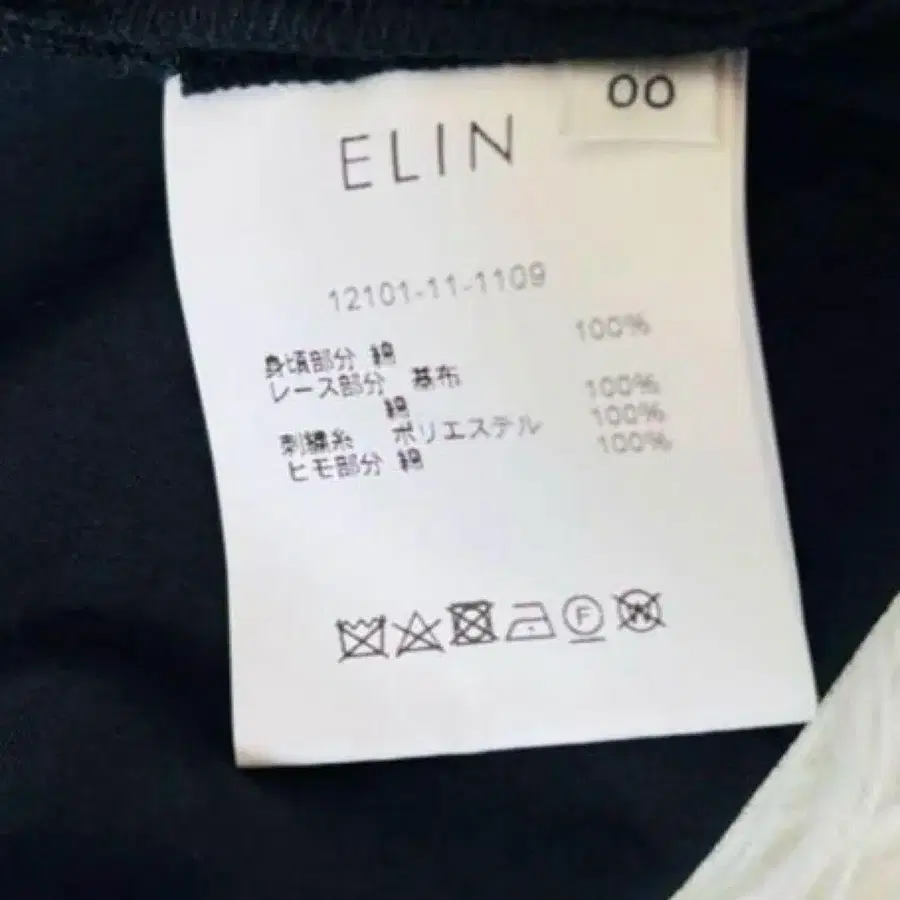 OO
ELIN
12101-11-1109
身頃部分 綿 100%
レース部分 基布
綿 100%
刺繍糸 ポリエステル 100%
ヒモ部分 綿 100%
F
W